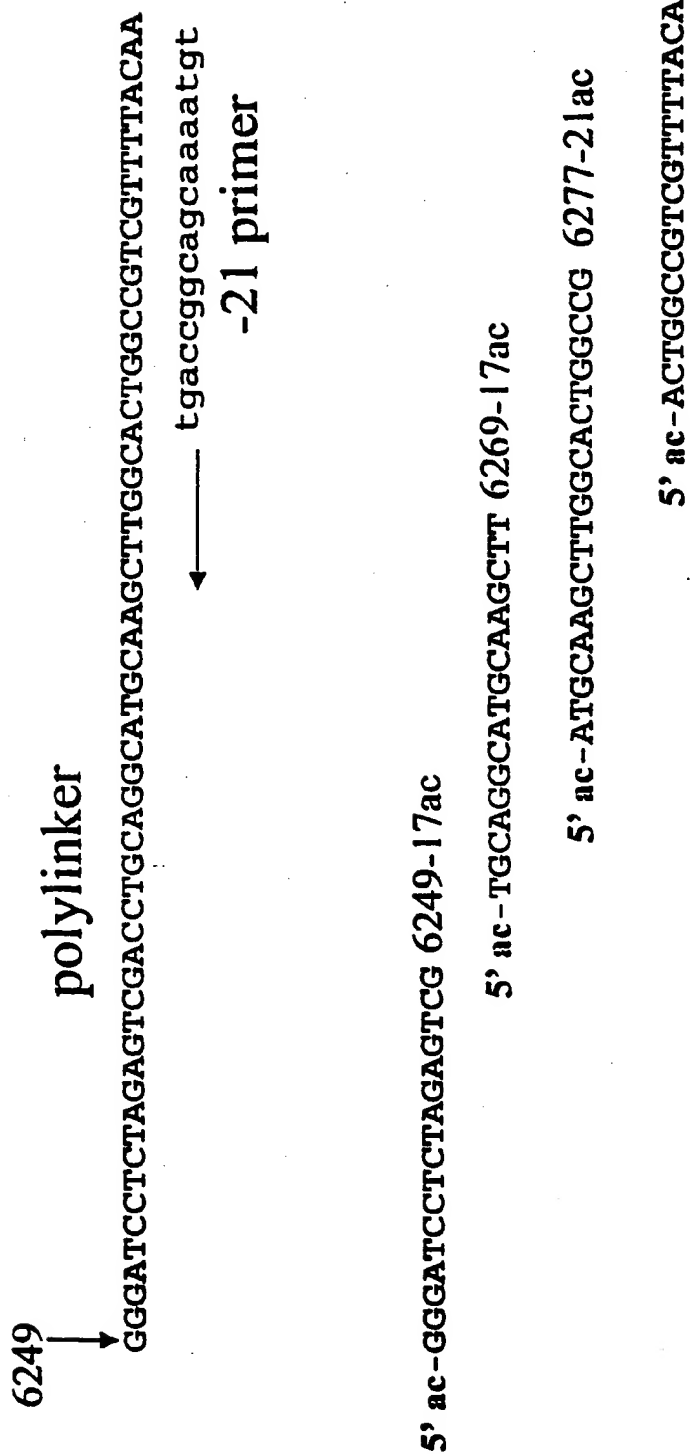 6249
polylinker
GGGATCCTCTAGAGTCGACCTGCAGGCATGCAAGCTTGGCACTGGCCGTCGTTTTACAA
tgaccggcagcaaaatgt
-21 primer
5' ac-GGGATCCTCTAGAGTCG 6249-17ac
5' ac-TGCAGGCATGCAAGCTT 6269-17ac
5' ac-ATGCAAGCTTGGCACTGGCCG 6277-21ac
5' ac-ACTGGCCGTCGTTTTACA